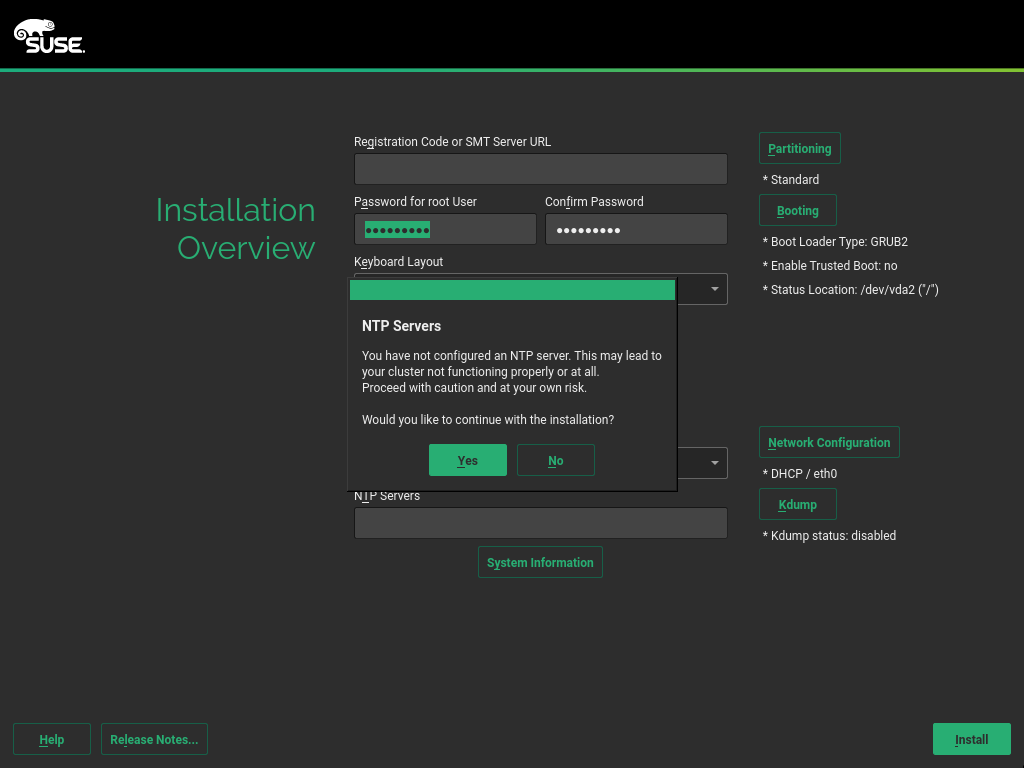 SUSE.
Installation
Overview
Registration Code or SMT Server URL
Password for root User
Confirm Password
●●●●●●●●●
●●●●●●●●●
Keyboard Layout
NTP Servers
You have not configured an NTP server. This may lead to
your cluster not functioning properly or at all.
Proceed with caution and at your own risk.
Would you like to continue with the installation?
Yes
No
NTP Servers
System Information
Partitioning
* Standard
Booting
* Boot Loader Type: GRUB2
* Enable Trusted Boot: no
* Status Location: /dev/vda2 ("/")
Network Configuration
* DHCP / eth0
Kdump
* Kdump status: disabled
Help
Release Notes...
Install